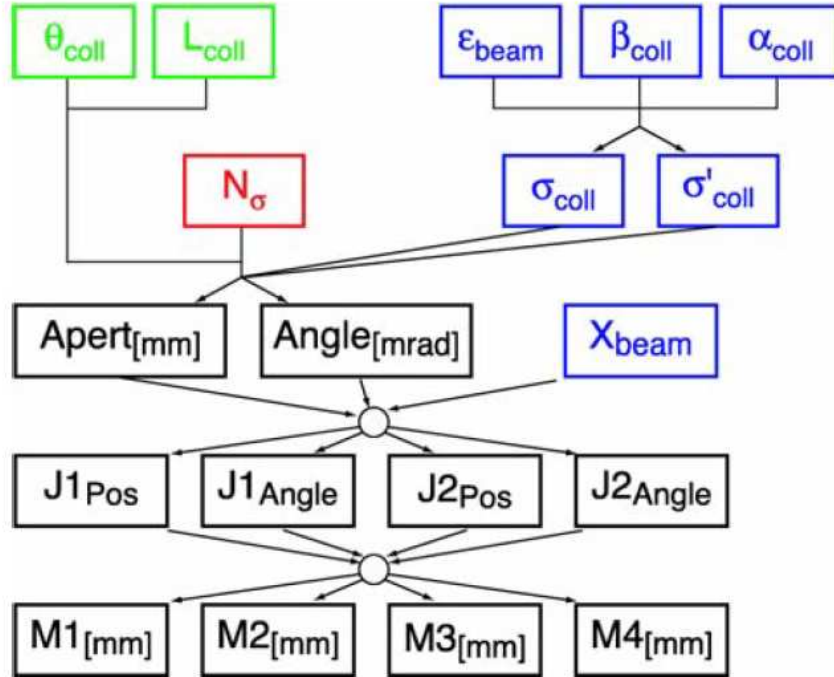 θcoll Lcoll εbeam βcoll αcoll
Nσ σcoll σ'coll
Apert[mm] Angle[mrad] Xbeam
J1Pos J1Angle J2Pos J2Angle
M1[mm] M2[mm] M3[mm] M4[mm]